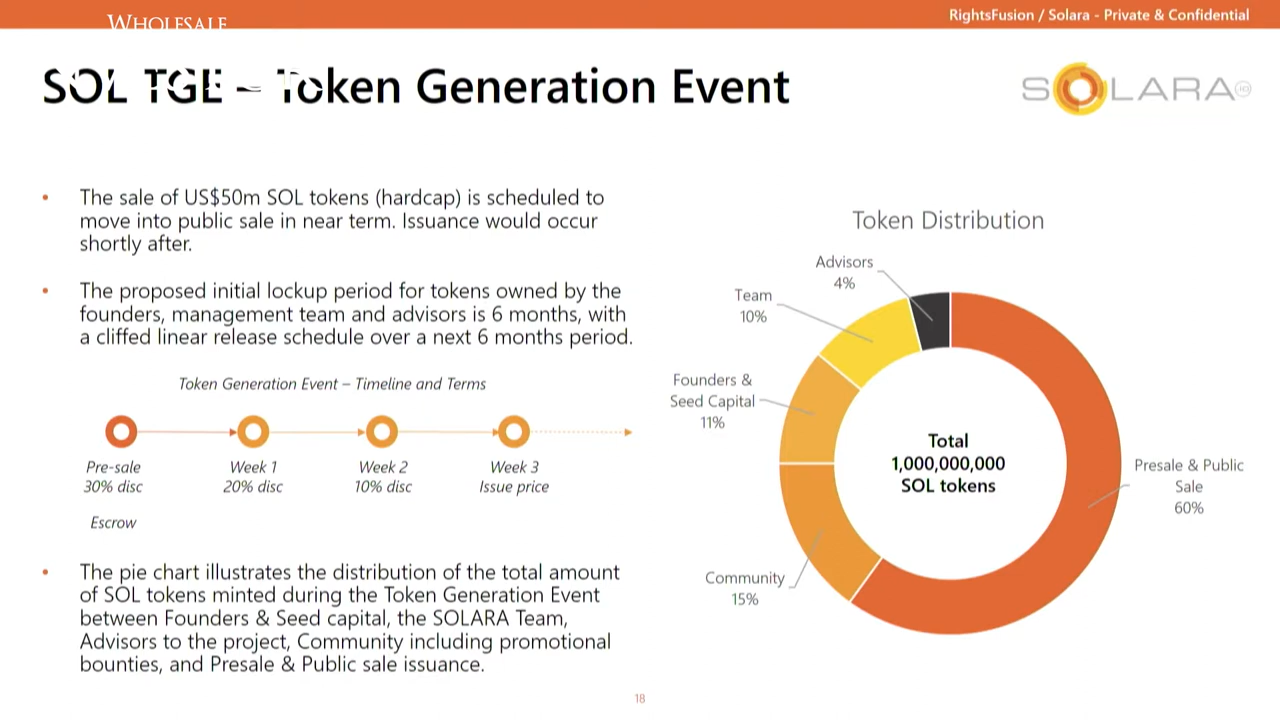 WHOLESALE
RightsFusion / Solara - Private & Confidential
SOL TGE – Token Generation Event
SOLARA
• The sale of US$50m SOL tokens (hardcap) is scheduled to
move into public sale in near term. Issuance would occur
shortly after.
• The proposed initial lockup period for tokens owned by the
founders, management team and advisors is 6 months, with
a cliffed linear release schedule over a next 6 months period.
Token Generation Event – Timeline and Terms
Pre-sale
30% disc
Week 1
20% disc
Week 2
10% disc
Week 3
Issue price
Escrow
• The pie chart illustrates the distribution of the total amount
of SOL tokens minted during the Token Generation Event
between Founders & Seed capital, the SOLARA Team,
Advisors to the project, Community including promotional
bounties, and Presale & Public sale issuance.
Token Distribution
Advisors
4%
Team
10%
Founders &
Seed Capital
11%
Total
1,000,000,000
SOL tokens
Presale & Public
Sale
60%
Community
15%
18